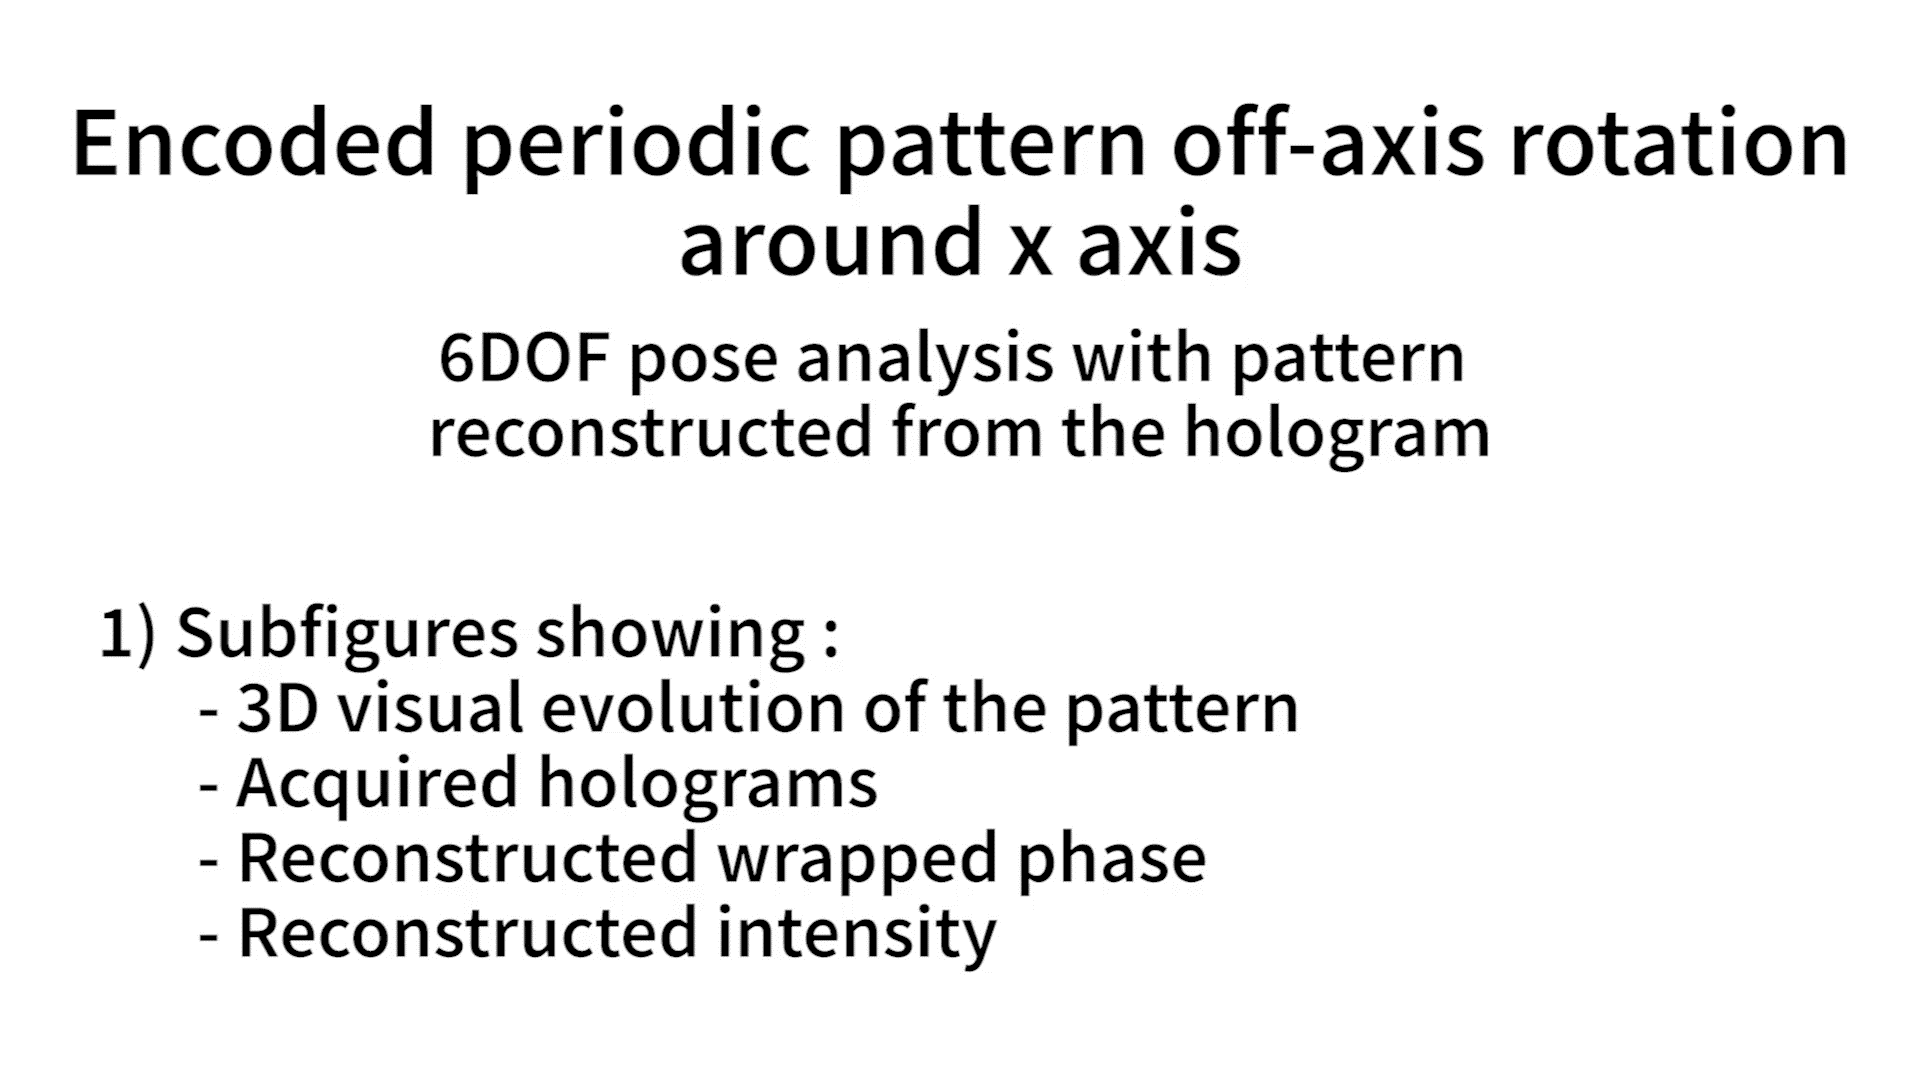 Encoded periodic pattern off-axis rotation
around x axis
6DOF pose analysis with pattern
reconstructed from the hologram
1) Subfigures showing :
- 3D visual evolution of the pattern
- Acquired holograms
- Reconstructed wrapped phase
- Reconstructed intensity